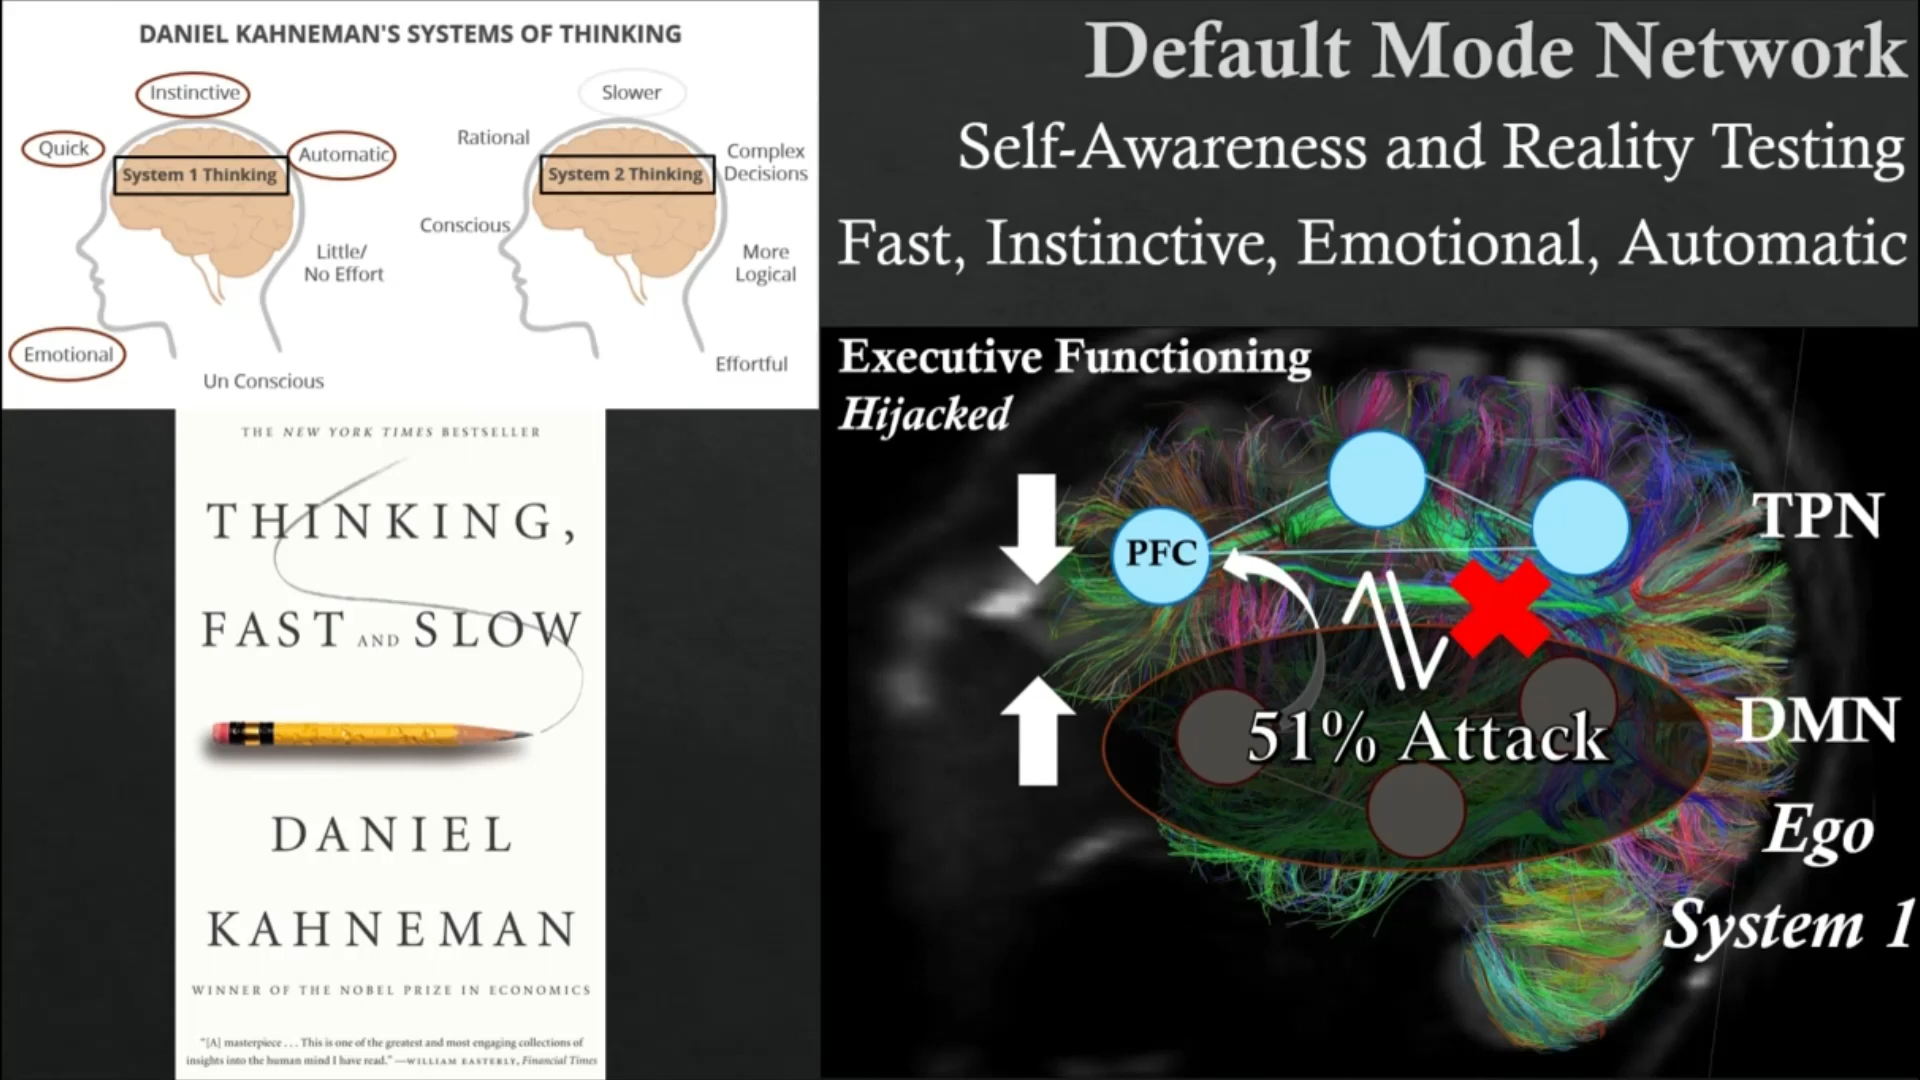 DANIEL KAHNEMAN'S SYSTEMS OF THINKING
Instinctive
Quick
Automatic
System 1 Thinking
Little/
No Effort
Emotional
Un Conscious
Slower
Rational
Complex
Decisions
System 2 Thinking
Conscious
More
Logical
Effortful
THE NEW YORK TIMES BESTSELLER
THINKING,
FAST AND SLOW
DANIEL
KAHNEMAN
WINNER OF THE NOBEL PRIZE IN ECONOMICS
"[A] masterpiece . . . This is one of the greatest and most engaging collections of
insights into the human mind I have read." —WILLIAM EASTERLY, Financial Times
Default Mode Network
Self-Awareness and Reality Testing
Fast, Instinctive, Emotional, Automatic
Executive Functioning
Hijacked
PFC
TPN
51% Attack
DMN
Ego
System 1